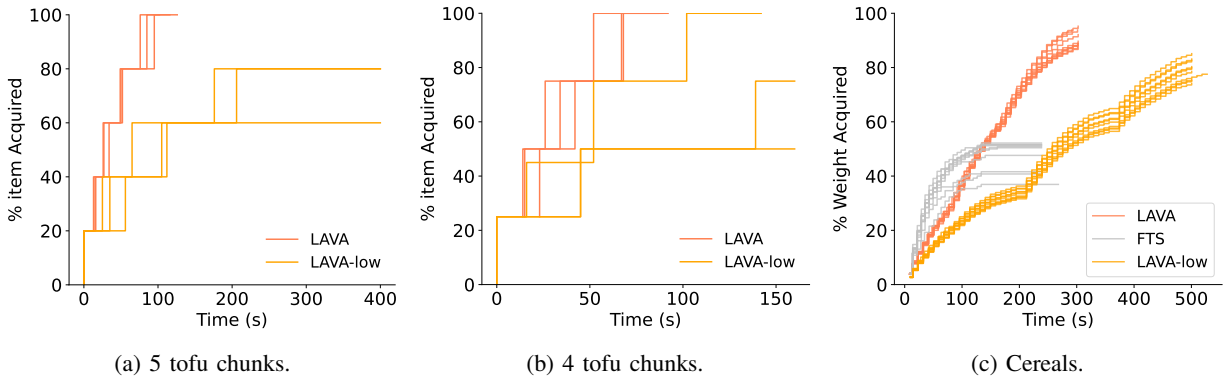 % item Acquired
100
80
60
40
20
0
0 100 200 300 400
Time (s)
LAVA
LAVA-low
(a) 5 tofu chunks.
% item Acquired
100
80
60
40
20
0
0 50 100 150
Time (s)
LAVA
LAVA-low
(b) 4 tofu chunks.
% Weight Acquired
100
80
60
40
20
0
0 100 200 300 400 500
Time (s)
LAVA
FTS
LAVA-low
(c) Cereals.